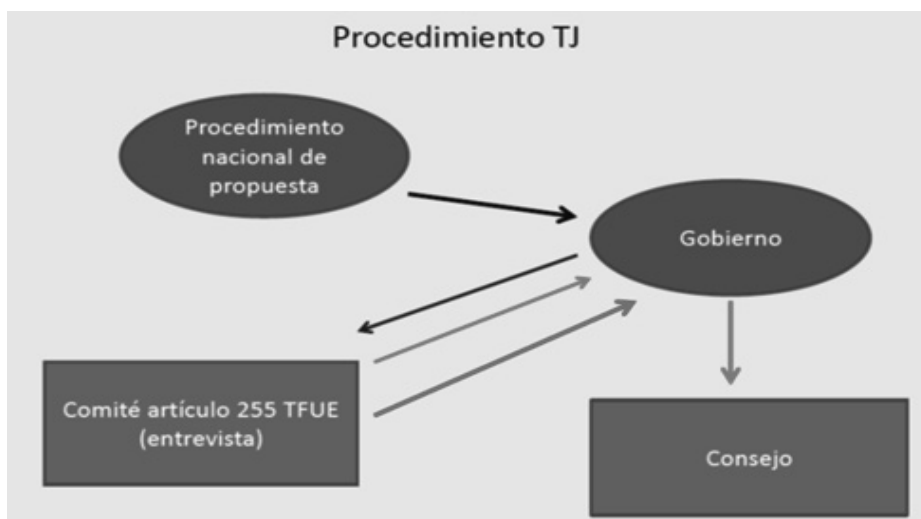 Procedimiento TJ
Procedimiento
nacional de
propuesta
Gobierno
Comité artículo 255 TFUE
(entrevista)
Consejo